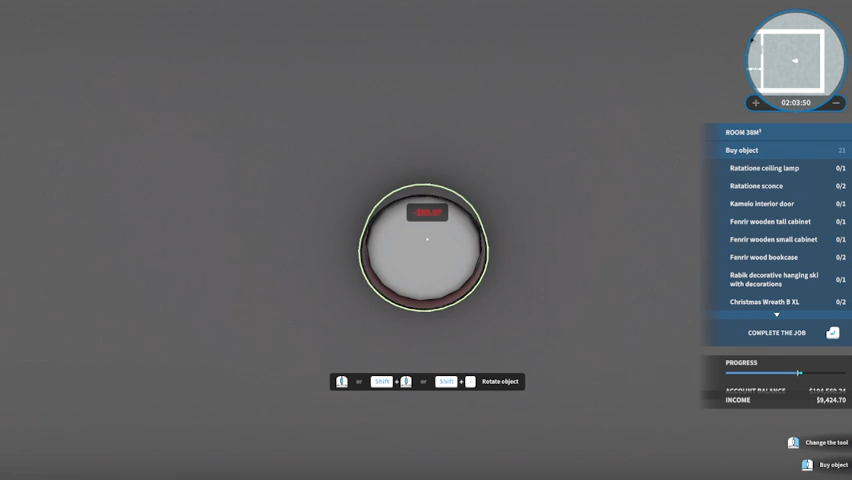 02:03:50
ROOM 38M²
Buy object 21
Ratatione ceiling lamp 0/1
Ratatione sconce 0/2
Kamelo interior door 0/1
Fenrir wooden tall cabinet 0/1
Fenrir wooden small cabinet 0/1
Fenrir wood bookcase 0/2
Rabik decorative hanging ski
with decorations 0/1
Christmas Wreath B XL 0/2
COMPLETE THE JOB
or Shift + or Shift + Rotate object
PROGRESS
ACCOUNT BALANCE
INCOME $9,424.70
Change the tool
Buy object